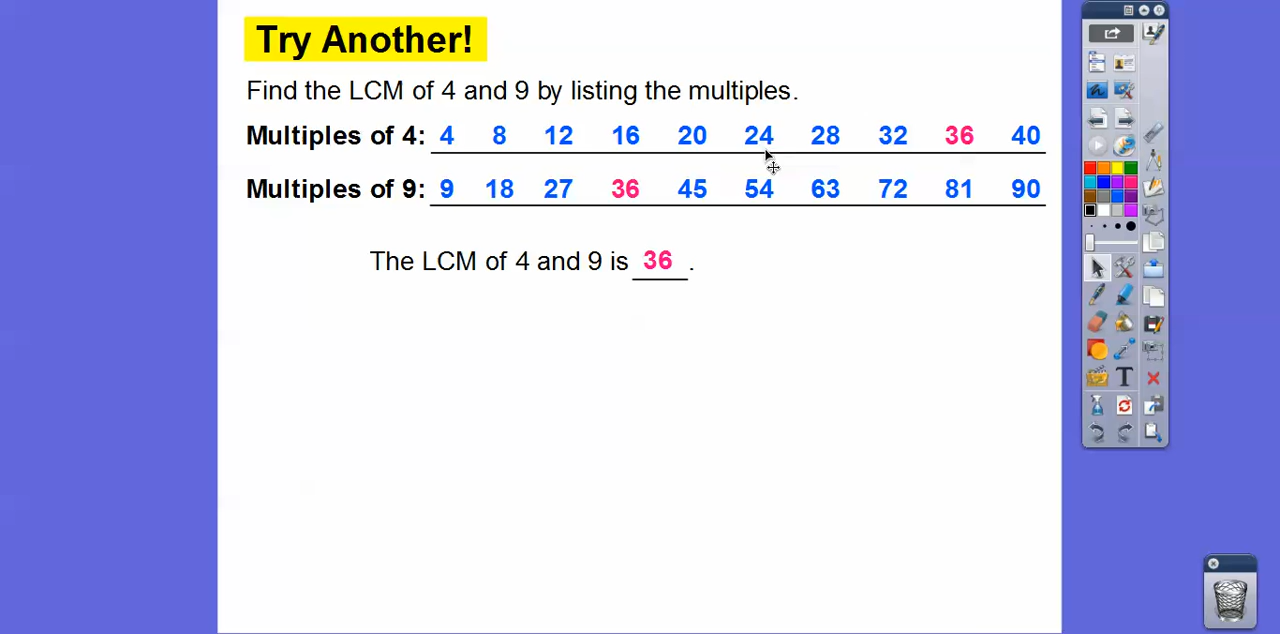 Try Another!
Find the LCM of 4 and 9 by listing the multiples.
Multiples of 4: 4 8 12 16 20 24 28 32 36 40
Multiples of 9: 9 18 27 36 45 54 63 72 81 90
The LCM of 4 and 9 is 36.
T